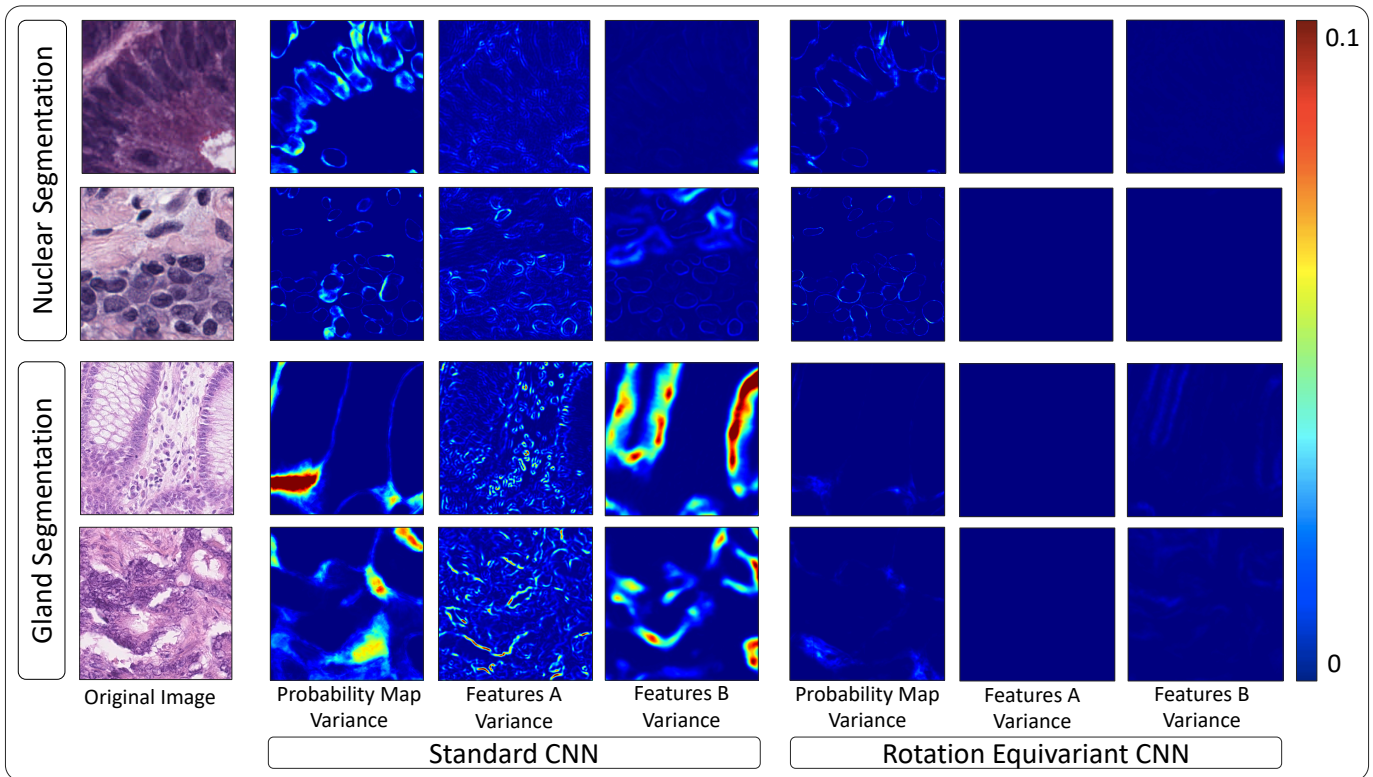 Nuclear Segmentation
Gland Segmentation
0.1
0
Original Image
Probability Map
Variance
Features A
Variance
Features B
Variance
Probability Map
Variance
Features A
Variance
Features B
Variance
Standard CNN
Rotation Equivariant CNN